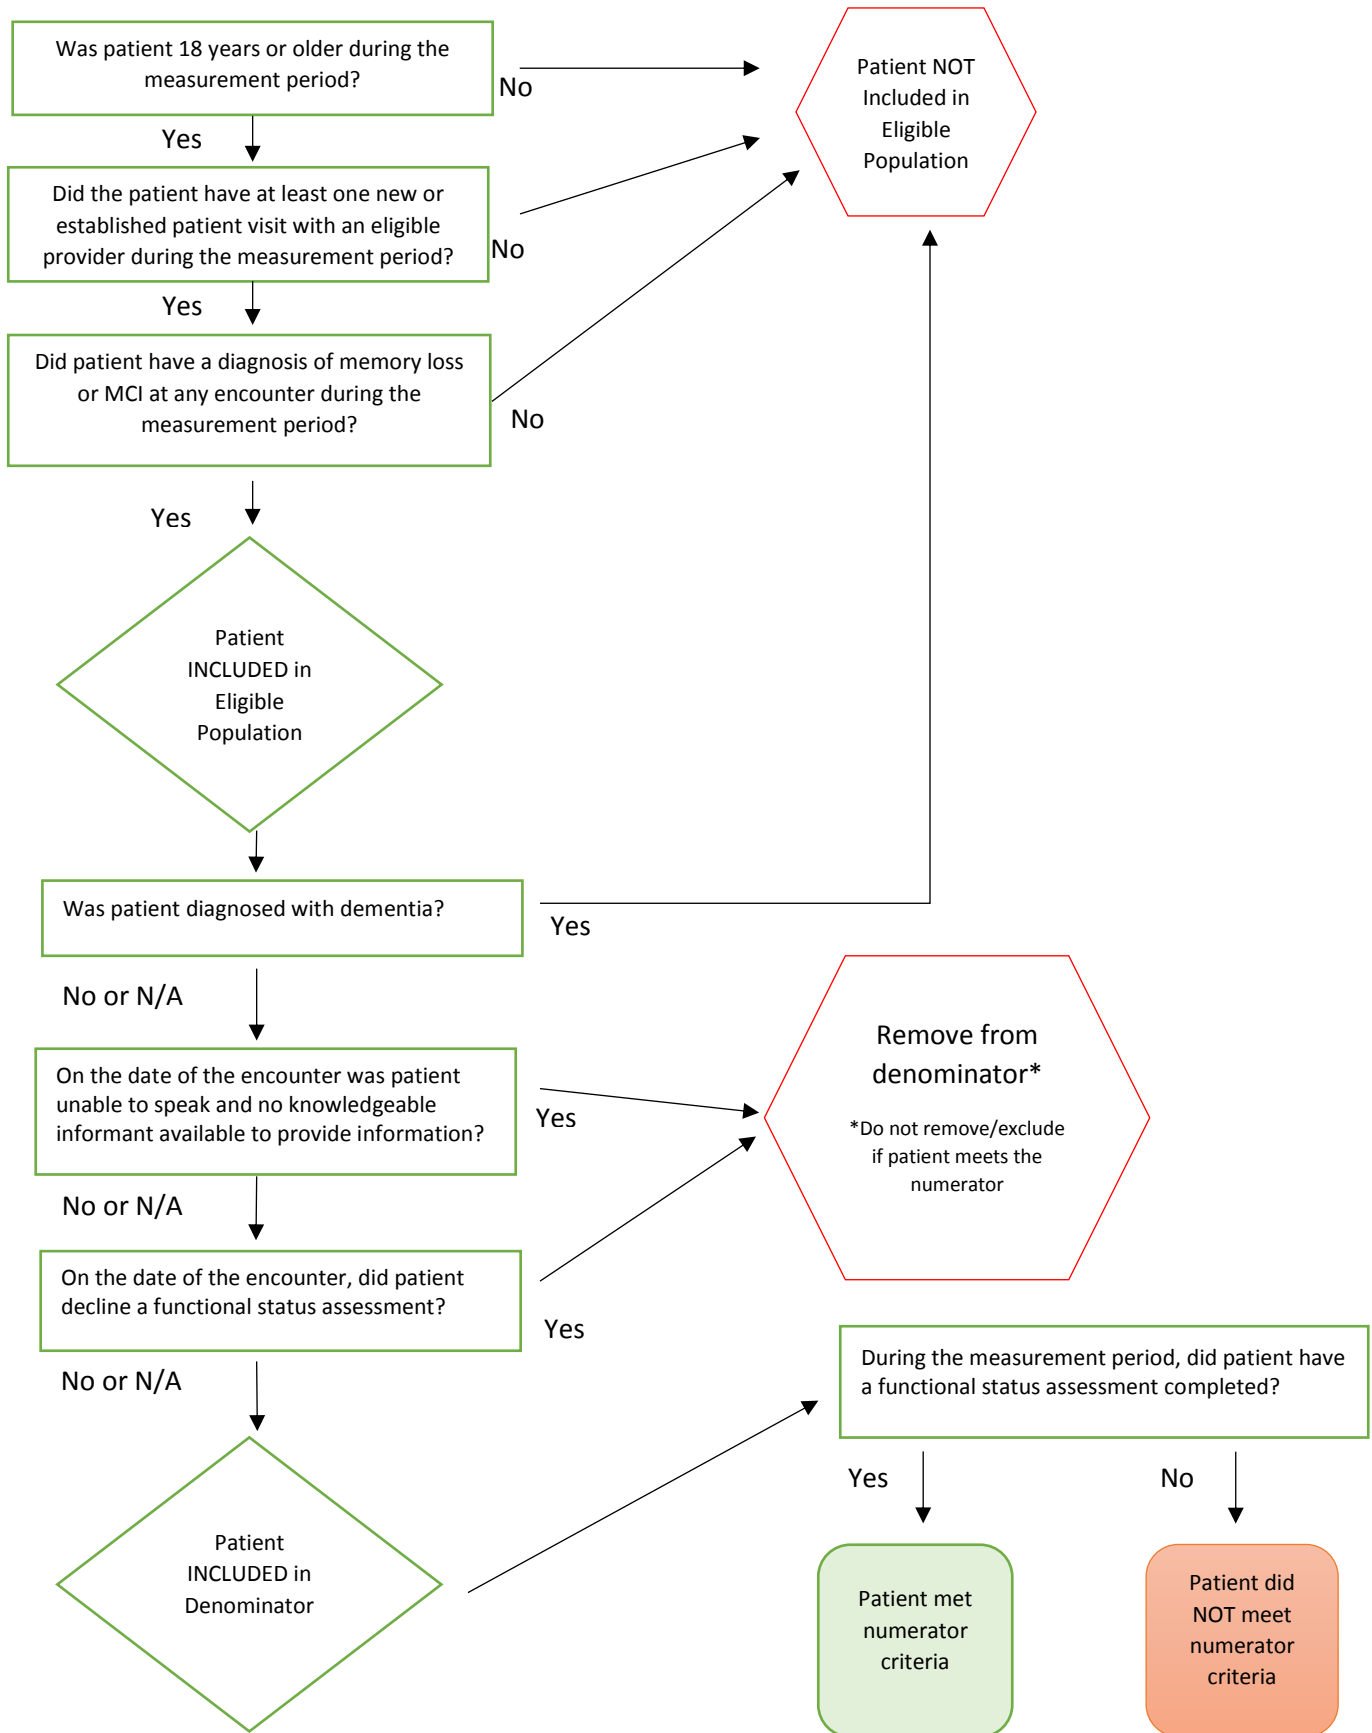 Was patient 18 years or older during the
measurement period?
No
Patient NOT
Included in
Eligible
Population
Yes
Did the patient have at least one new or
established patient visit with an eligible
provider during the measurement period?
No
Yes
Did patient have a diagnosis of memory loss
or MCI at any encounter during the
measurement period?
No
Yes
Patient
INCLUDED in
Eligible
Population
Was patient diagnosed with dementia?
Yes
No or N/A
On the date of the encounter was patient
unable to speak and no knowledgeable
informant available to provide information?
Yes
Remove from
denominator*
*Do not remove/exclude
if patient meets the
numerator
No or N/A
On the date of the encounter, did patient
decline a functional status assessment?
Yes
No or N/A
During the measurement period, did patient have
a functional status assessment completed?
Yes
No
Patient
INCLUDED in
Denominator
Patient met
numerator
criteria
Patient did
NOT meet
numerator
criteria